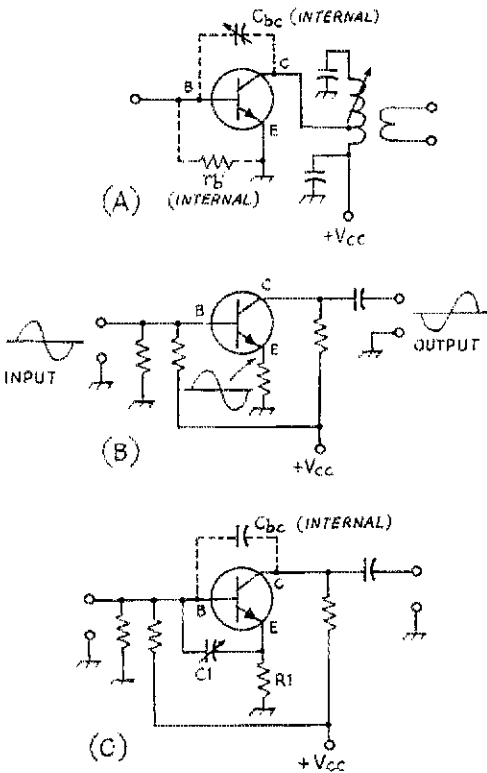 Cbc (INTERNAL)
C
B
E
rb'
(INTERNAL)
(A)
+Vcc
C
B
E
INPUT
OUTPUT
(B)
+Vcc
Cbc (INTERNAL)
C
B
E
C1
R1
(C)
+Vcc